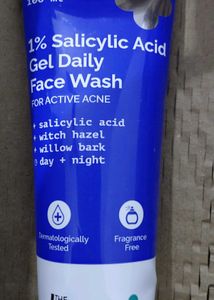 1% Salicylic Acid
Gel Daily
Face Wash
FOR ACTIVE ACNE
+ salicylic acid
+ witch hazel
+ willow bark
day + night
Dermatologically
Tested
Fragrance
Free
THE